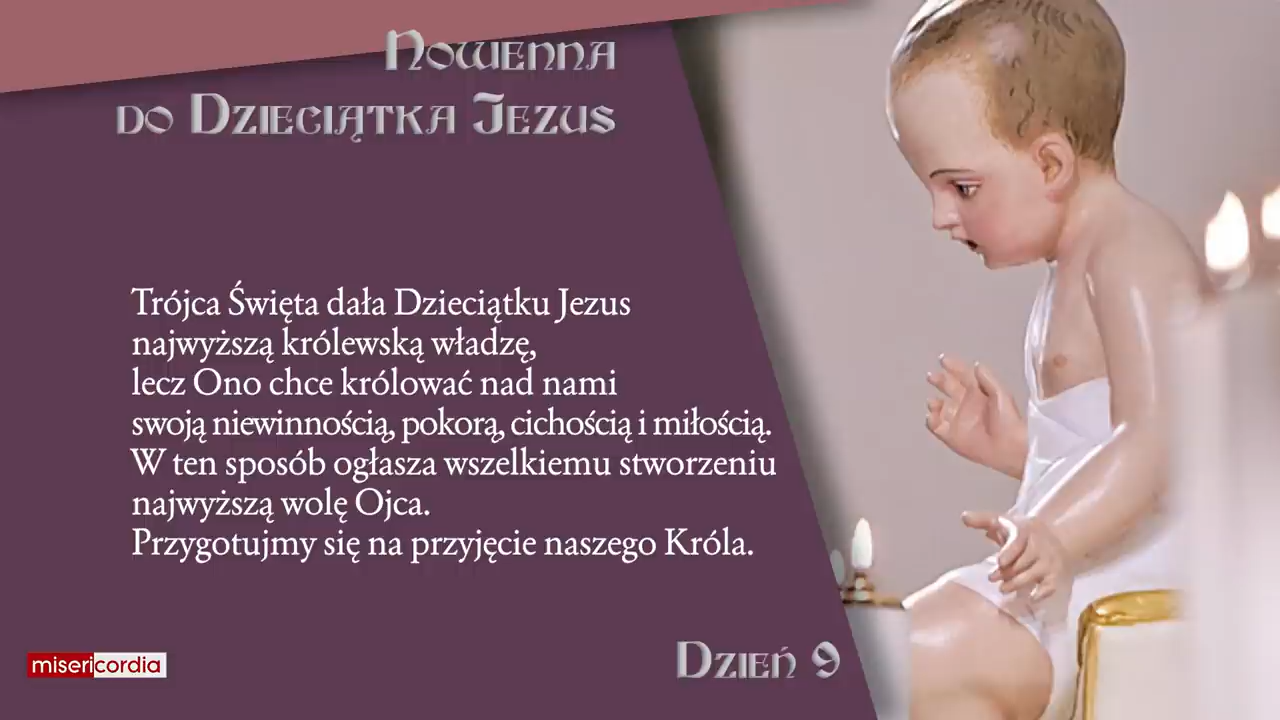 Nowenna
do Dzieciątka Jezus
Trójca Święta dała Dzieciątku Jezus
najwyższą królewską władzę,
lecz Ono chce królować nad nami
swoją niewinnością, pokorą, cichością i miłością.
W ten sposób ogłasza wszelkiemu stworzeniu
najwyższą wolę Ojca.
Przygotujmy się na przyjęcie naszego Króla.
misericordia
Dzień 9